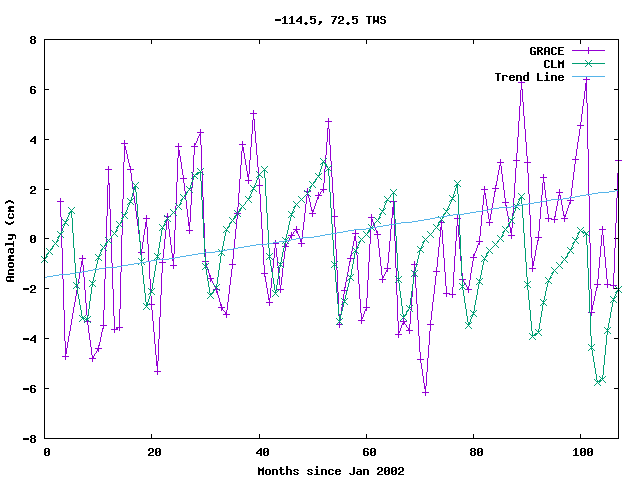 -114.5, 72.5 TWS
GRACE
CLM
Trend Line
8
6
4
2
0
-2
-4
-6
-8
Anomaly (cm)
0 20 40 60 80 100
Months since Jan 2002